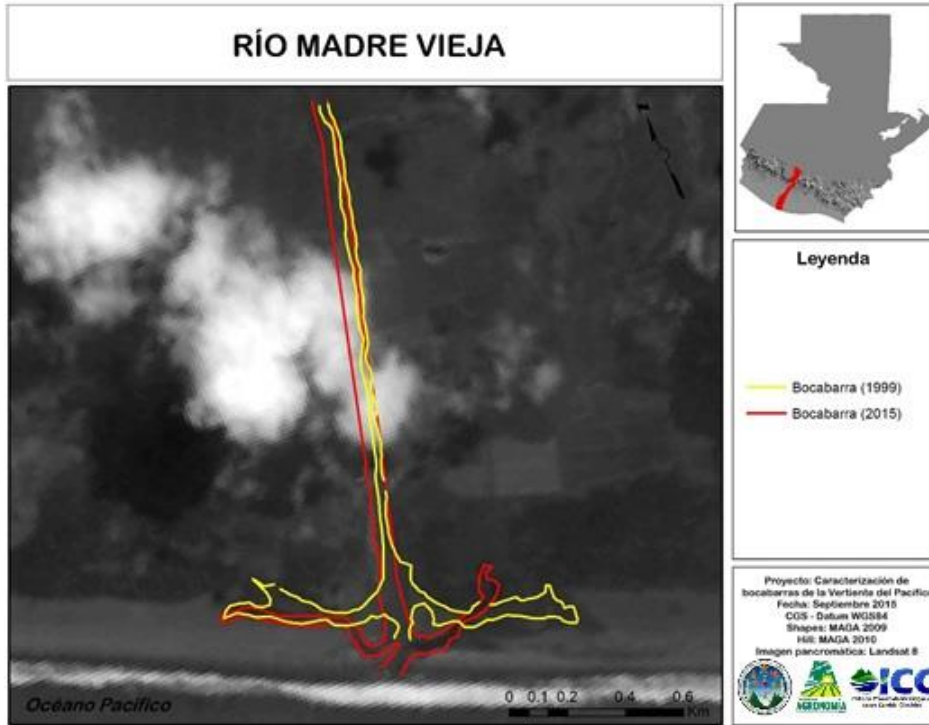 RÍO MADRE VIEJA
Océano Pacífico
0 0.1 0.2 0.4 0.6
Km
Leyenda
Bocabarra (1999)
Bocabarra (2015)
Proyecto: Caracterización de
bocabarras de la Vertiente del Pacífico
Fecha: Septiembre 2015
CGS - Datum WGS84
Shapes: MAGA 2009
Hill: MAGA 2010
Imagen pancromática: Landsat 8
AGRONOMÍA
ICC